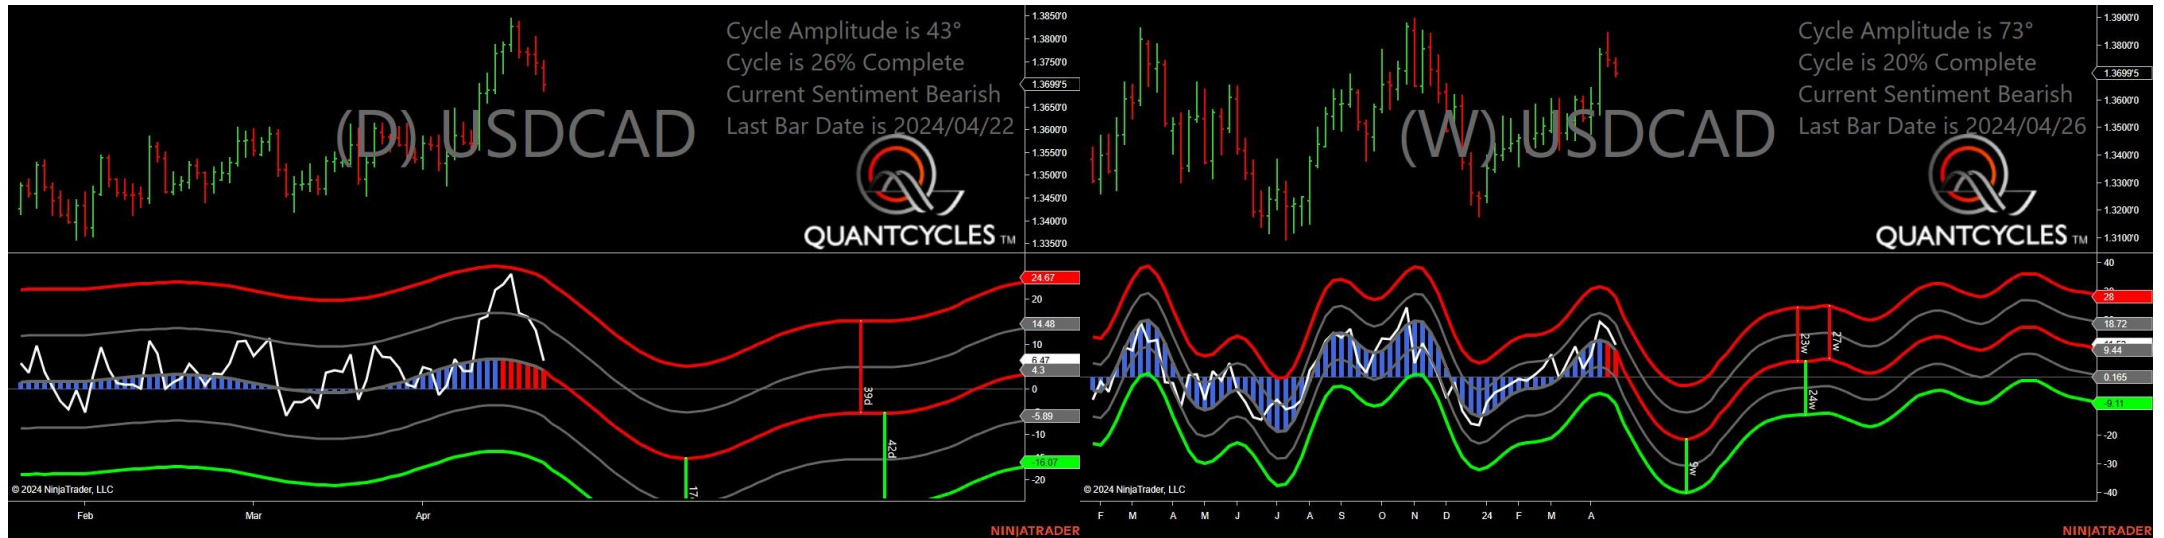 Cycle Amplitude is 43°
Cycle is 26% Complete
Current Sentiment Bearish
Last Bar Date is 2024/04/22
(D) USDCAD
QUANTCYCLES TM
1.3850'0
1.3800'0
1.3750'0
1.3699'5
1.3650'0
1.3600'0
1.3550'0
1.3500'0
1.3450'0
1.3400'0
1.3350'0
24.67
20
14.48
10
6.47
4.3
0
-5.89
-10
-16.07
-20
39d
42d
17
© 2024 NinjaTrader, LLC
Feb Mar Apr
NINJATRADER
Cycle Amplitude is 73°
Cycle is 20% Complete
Current Sentiment Bearish
Last Bar Date is 2024/04/26
(W) USDCAD
QUANTCYCLES TM
1.3900'0
1.3800'0
1.3699'5
1.3600'0
1.3500'0
1.3400'0
1.3300'0
1.3200'0
1.3100'0
40
28
18.72
9.44
0.165
-9.11
-20
-30
-40
23w
27w
24w
9w
© 2024 NinjaTrader, LLC
F M A M J J A S O N D 24 F M A
NINJATRADER